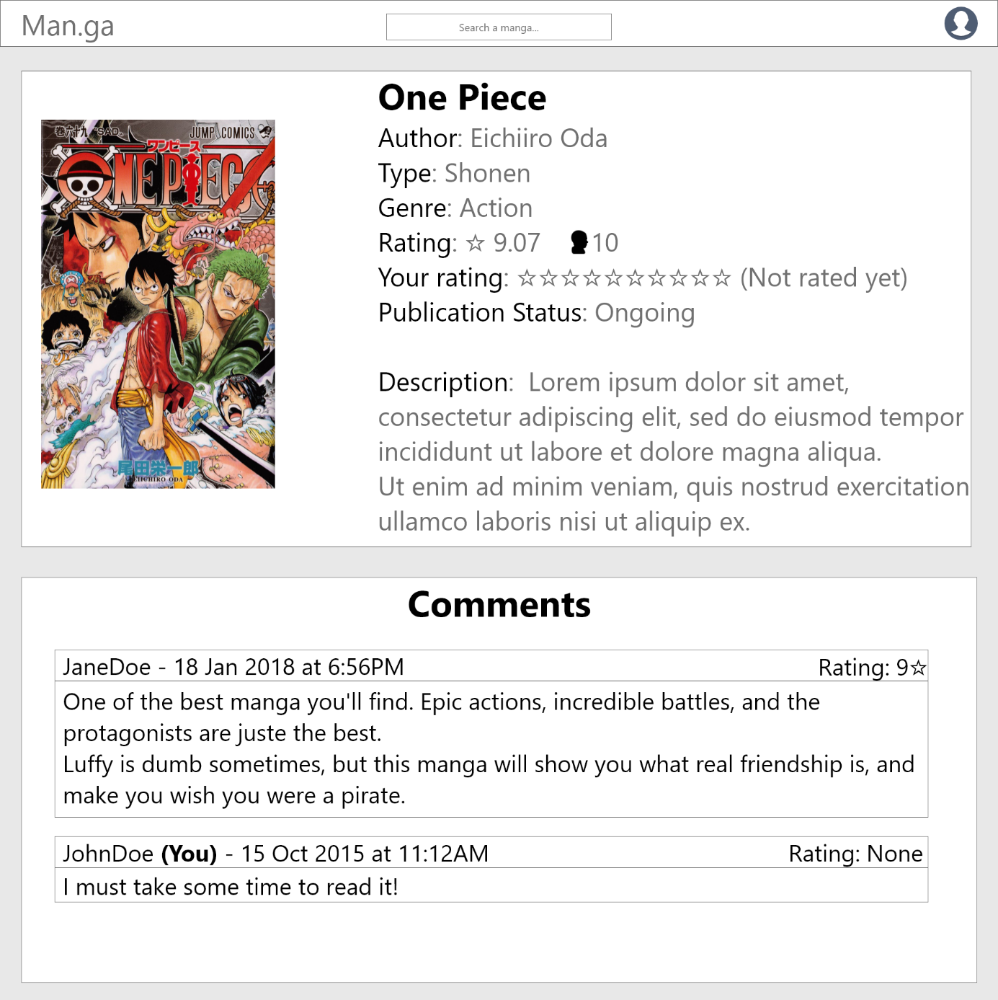 Man.ga
Search a manga...
巻六十九 "SAD"
JUMP COMICS
ワンピース
ONE PIECE
尾田栄一郎
EIICHIRO ODA
One Piece
Author: Eichiiro Oda
Type: Shonen
Genre: Action
Rating: ☆ 9.07 10
Your rating: ☆☆☆☆☆☆☆☆☆☆ (Not rated yet)
Publication Status: Ongoing
Description: Lorem ipsum dolor sit amet,
consectetur adipiscing elit, sed do eiusmod tempor
incididunt ut labore et dolore magna aliqua.
Ut enim ad minim veniam, quis nostrud exercitation
ullamco laboris nisi ut aliquip ex.
Comments
JaneDoe - 18 Jan 2018 at 6:56PM Rating: 9☆
One of the best manga you'll find. Epic actions, incredible battles, and the
protagonists are juste the best.
Luffy is dumb sometimes, but this manga will show you what real friendship is, and
make you wish you were a pirate.
JohnDoe (You) - 15 Oct 2015 at 11:12AM Rating: None
I must take some time to read it!